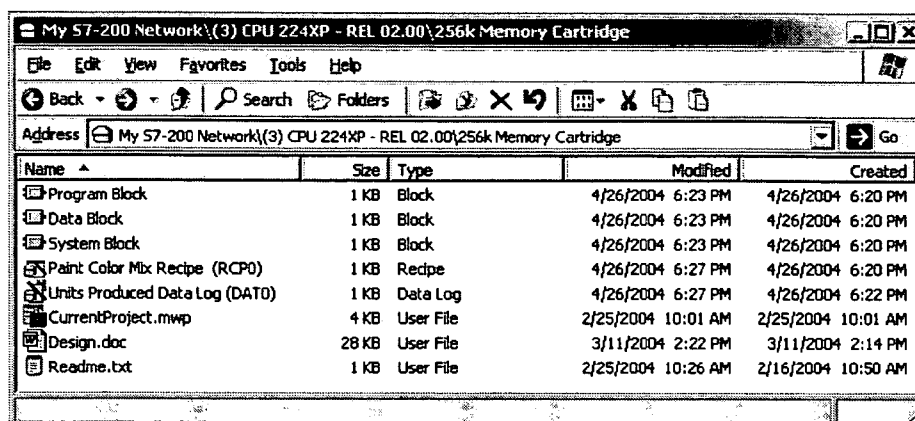 My S7-200 Network\(3) CPU 224XP - REL 02.00\256k Memory Cartridge
File Edit View Favorites Tools Help
Back Search Folders
Address My S7-200 Network\(3) CPU 224XP - REL 02.00\256k Memory Cartridge Go
Name Size Type Modified Created
Program Block 1 KB Block 4/26/2004 6:23 PM 4/26/2004 6:20 PM
Data Block 1 KB Block 4/26/2004 6:23 PM 4/26/2004 6:20 PM
System Block 1 KB Block 4/26/2004 6:23 PM 4/26/2004 6:20 PM
Paint Color Mix Recipe (RCP0) 1 KB Recipe 4/26/2004 6:27 PM 4/26/2004 6:20 PM
Units Produced Data Log (DAT0) 1 KB Data Log 4/26/2004 6:27 PM 4/26/2004 6:22 PM
CurrentProject.mwp 4 KB User File 2/25/2004 10:01 AM 2/25/2004 10:01 AM
Design.doc 28 KB User File 3/11/2004 2:22 PM 3/11/2004 2:14 PM
Readme.txt 1 KB User File 2/25/2004 10:26 AM 2/16/2004 10:50 AM